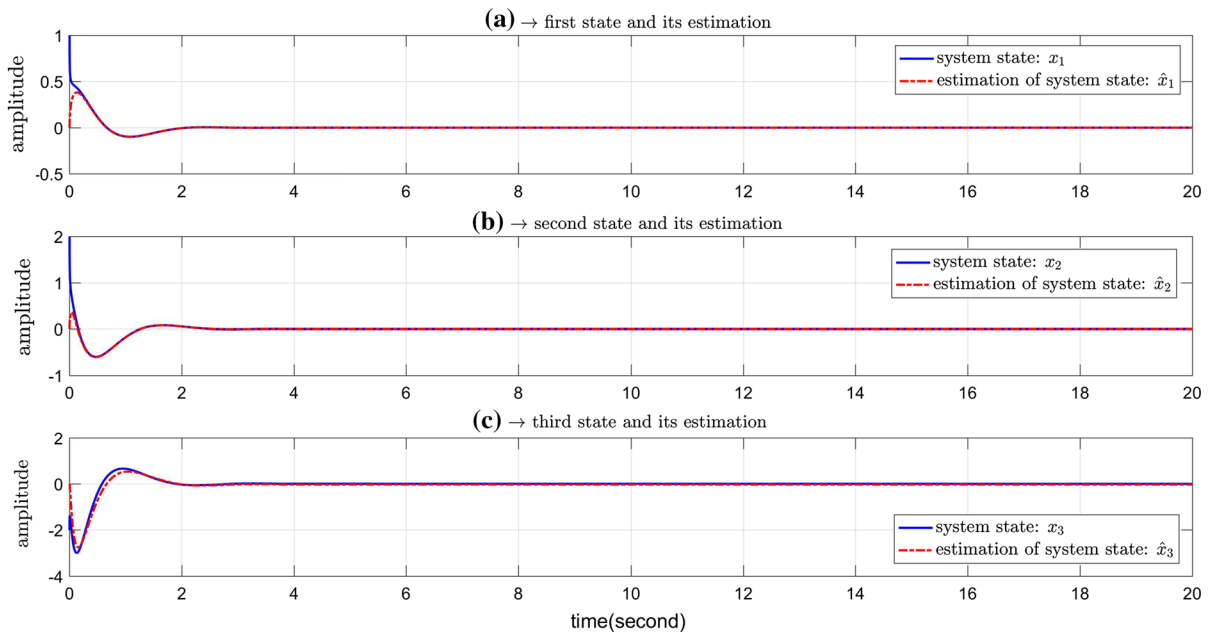 (a) → first state and its estimation
1
0.5
0
-0.5
amplitude
system state: x₁
estimation of system state: x̂₁
0 2 4 6 8 10 12 14 16 18 20
(b) → second state and its estimation
2
1
0
-1
amplitude
system state: x₂
estimation of system state: x̂₂
0 2 4 6 8 10 12 14 16 18 20
(c) → third state and its estimation
2
0
-2
-4
amplitude
system state: x₃
estimation of system state: x̂₃
0 2 4 6 8 10 12 14 16 18 20
time(second)